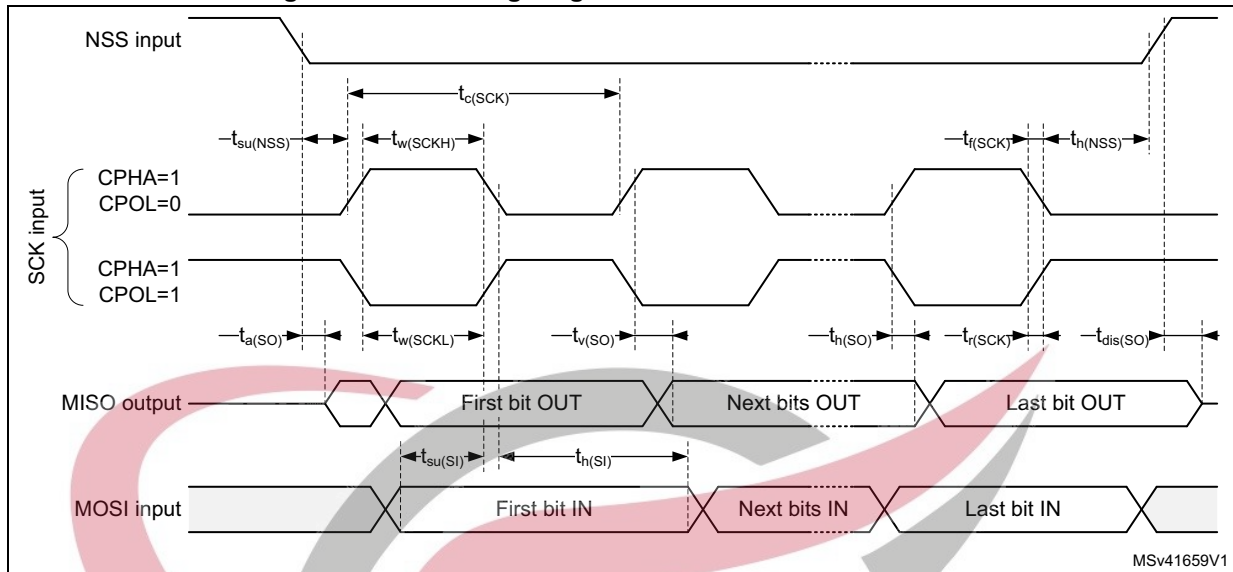 NSS input
tc(SCK)
tsu(NSS)
tw(SCKH)
tf(SCK)
th(NSS)
SCK input
CPHA=1
CPOL=0
CPHA=1
CPOL=1
ta(SO)
tw(SCKL)
tv(SO)
th(SO)
tr(SCK)
tdis(SO)
MISO output
First bit OUT
Next bits OUT
Last bit OUT
tsu(SI)
th(SI)
MOSI input
First bit IN
Next bits IN
Last bit IN
MSv41659V1